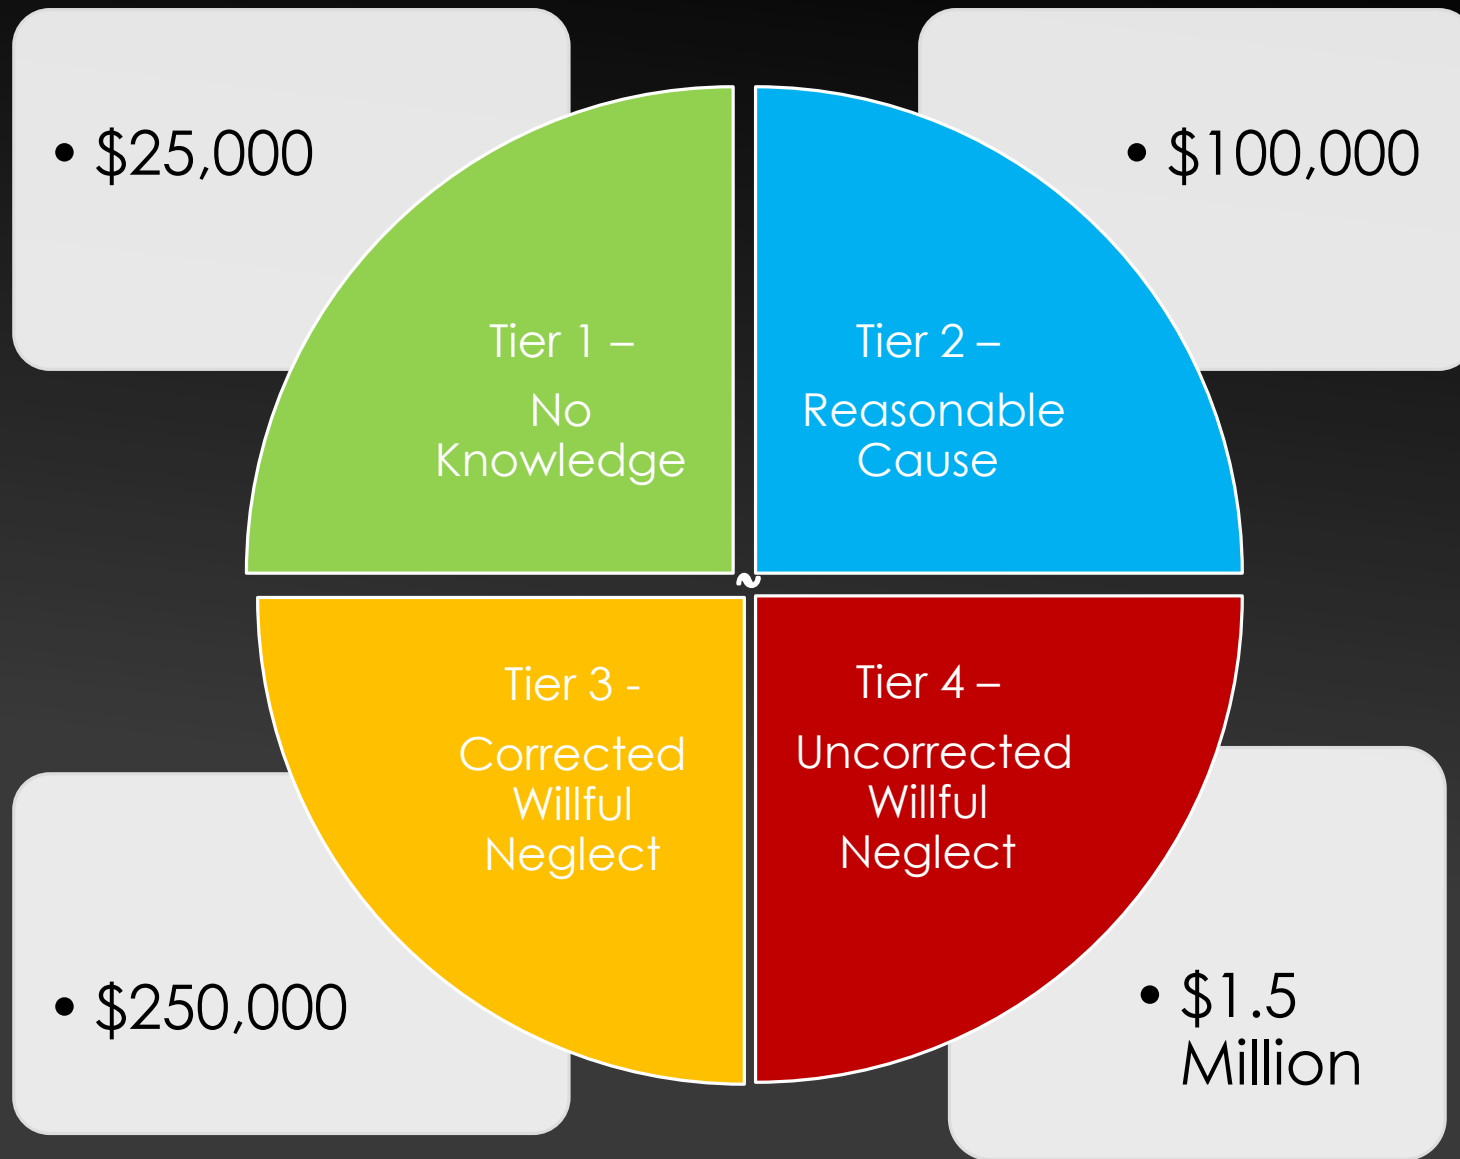 • $25,000
• $100,000
Tier 1 –
No
Knowledge
Tier 2 –
Reasonable
Cause
~
Tier 3 -
Corrected
Willful
Neglect
Tier 4 –
Uncorrected
Willful
Neglect
• $250,000
• $1.5
Million